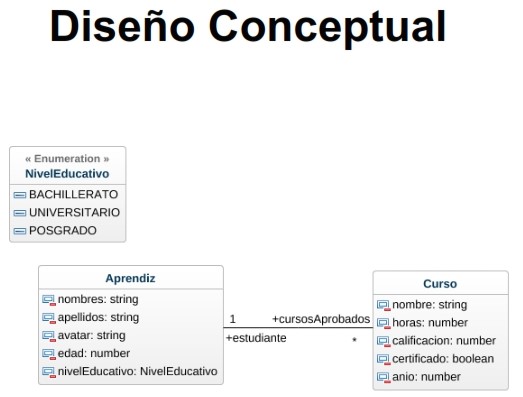 Diseño Conceptual
« Enumeration »
NivelEducativo
BACHILLERATO
UNIVERSITARIO
POSGRADO
Aprendiz
nombres: string
apellidos: string
avatar: string
edad: number
nivelEducativo: NivelEducativo
1 +cursosAprobados
+estudiante *
Curso
nombre: string
horas: number
calificacion: number
certificado: boolean
anio: number